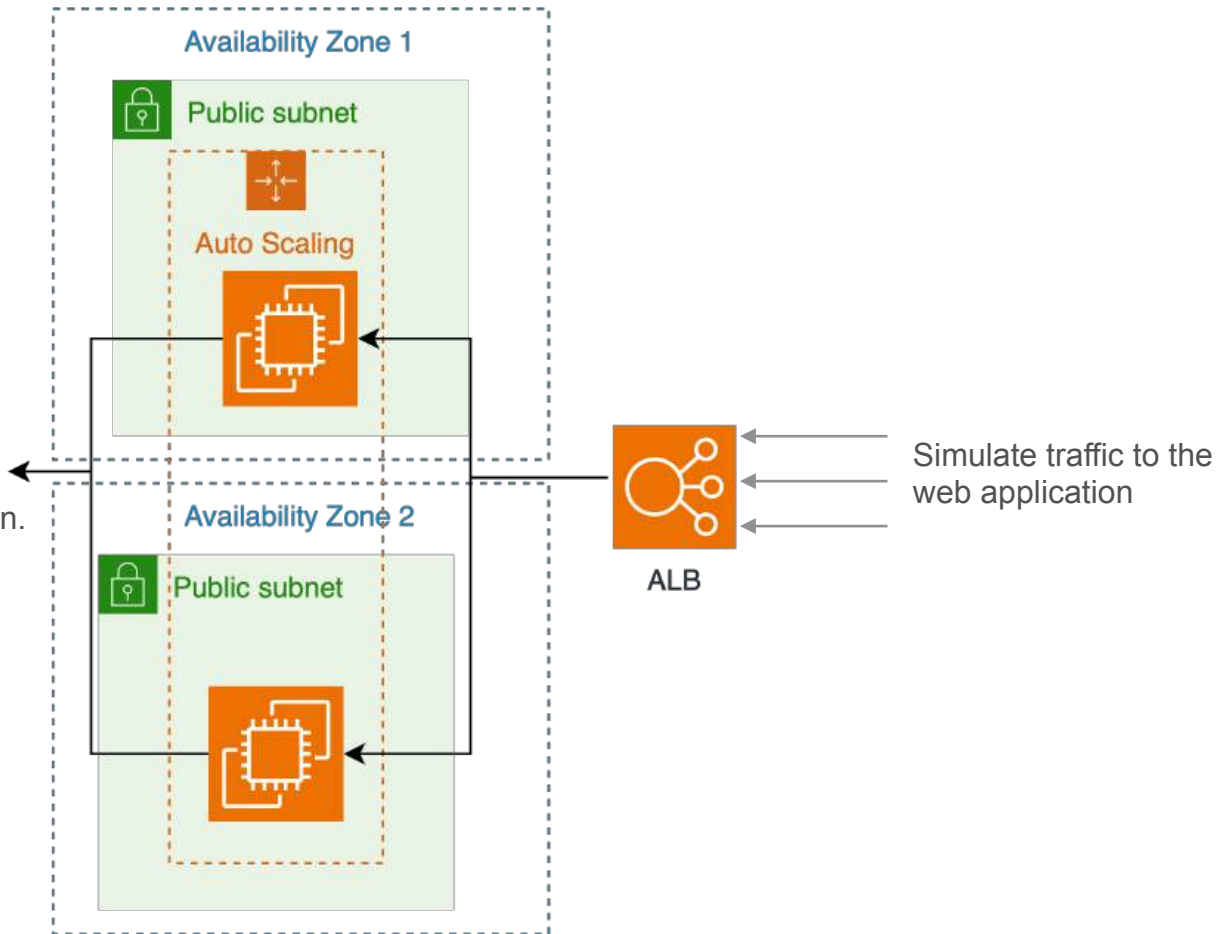 Availability Zone 1
Public subnet
Auto Scaling
Simulate traffic to the
web application
n.
Availability Zone 2
Public subnet
ALB